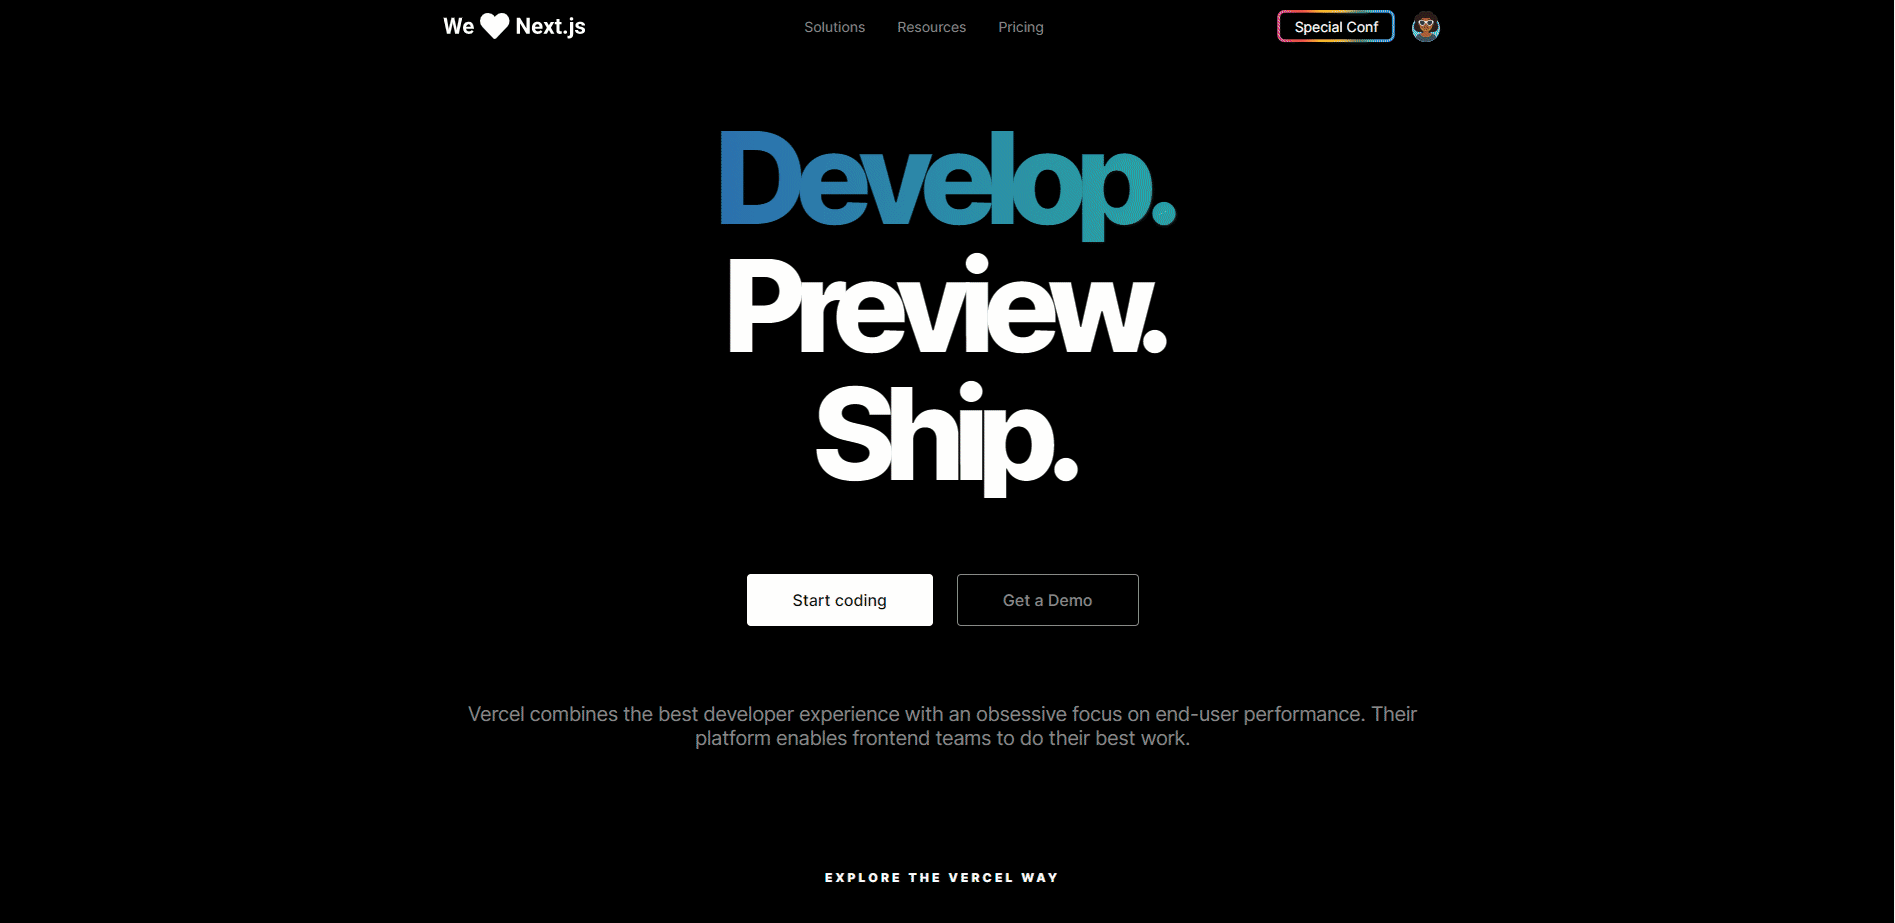 We Next.js
Solutions
Resources
Pricing
Special Conf
Develop.
Preview.
Ship.
Start coding
Get a Demo
Vercel combines the best developer experience with an obsessive focus on end-user performance. Their
platform enables frontend teams to do their best work.
EXPLORE THE VERCEL WAY